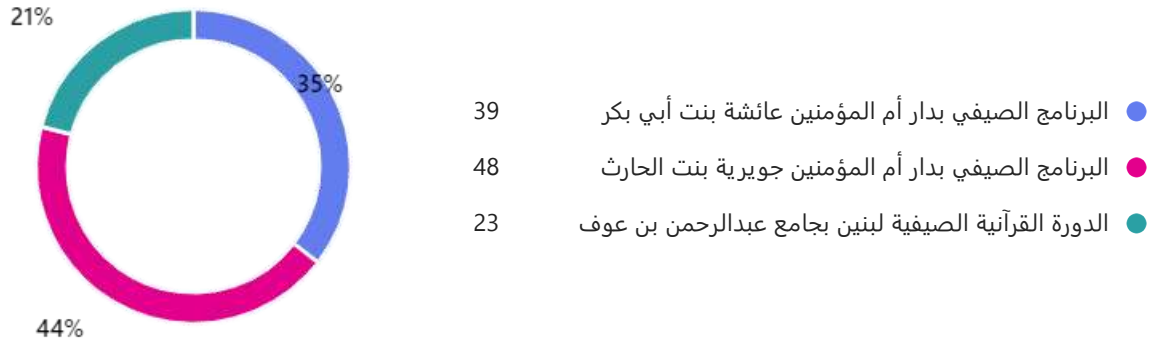 21%
35%
44%
البرنامج الصيفي بدار أم المؤمنين عائشة بنت أبي بكر 39
البرنامج الصيفي بدار أم المؤمنين جويرية بنت الحارث 48
الدورة القرآنية الصيفية لبنين بجامع عبدالرحمن بن عوف 23